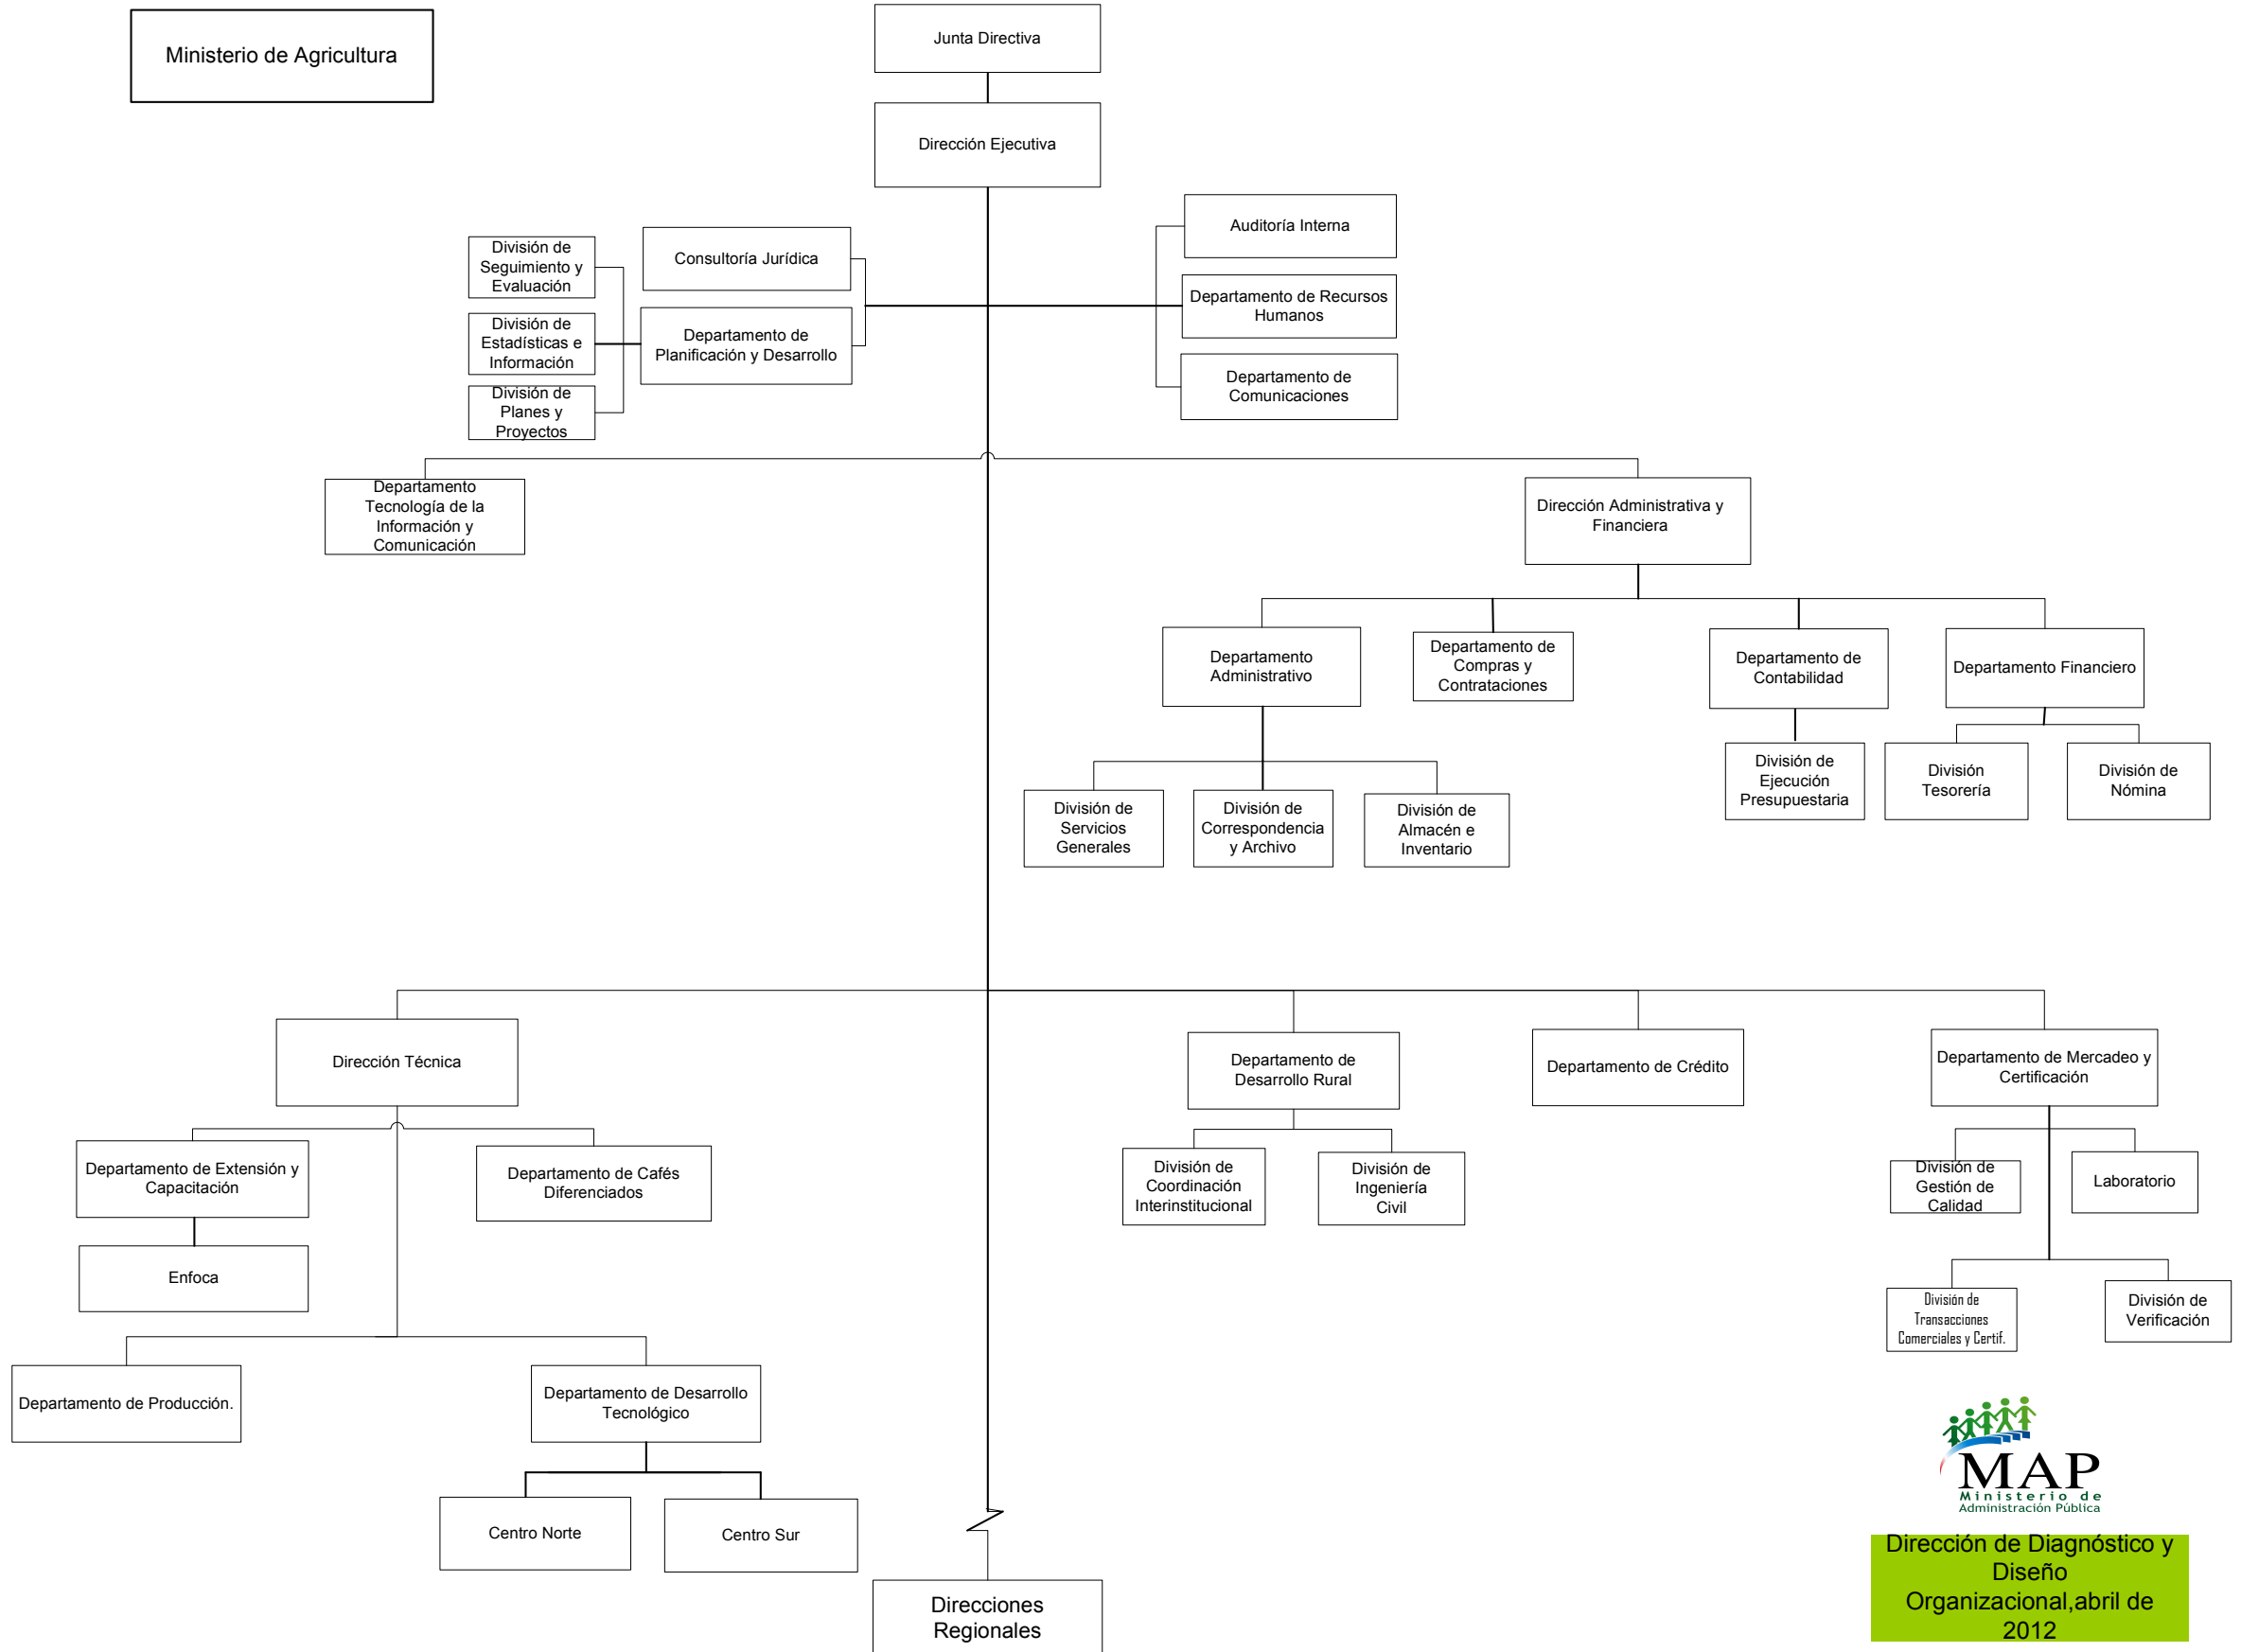 Ministerio de Agricultura
Junta Directiva
Dirección Ejecutiva
Auditoría Interna
Consultoría Jurídica
División de
Seguimiento y
Evaluación
Departamento de Recursos
Humanos
División de
Estadísticas e
Información
Departamento de
Planificación y Desarrollo
Departamento de
Comunicaciones
División de
Planes y
Proyectos
Departamento
Tecnología de la
Información y
Comunicación
Dirección Administrativa y
Financiera
Departamento
Administrativo
Departamento de
Compras y
Contrataciones
Departamento de
Contabilidad
Departamento Financiero
División de
Ejecución
Presupuestaria
División
Tesorería
División de
Nómina
División de
Servicios
Generales
División de
Correspondencia
y Archivo
División de
Almacén e
Inventario
Dirección Técnica
Departamento de
Desarrollo Rural
Departamento de Crédito
Departamento de Mercadeo y
Certificación
Departamento de Extensión y
Capacitación
Departamento de Cafés
Diferenciados
División de
Coordinación
Interinstitucional
División de
Ingeniería
Civil
División de
Gestión de
Calidad
Laboratorio
Enfoca
División de
Transacciones
Comerciales y Certif.
División de
Verificación
Departamento de Producción.
Departamento de Desarrollo
Tecnológico
Centro Norte
Centro Sur
MAP
Ministerio de
Administración Pública
Dirección de Diagnóstico y
Diseño
Organizacional,abril de
2012
Direcciones
Regionales